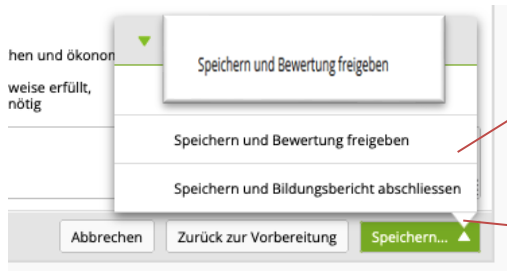 hen und ökonon
weise erfüllt,
nötig
Speichern und Bewertung freigeben
Speichern und Bewertung freigeben
Speichern und Bildungsbericht abschliessen
Abbrechen
Zurück zur Vorbereitung
Speichern...